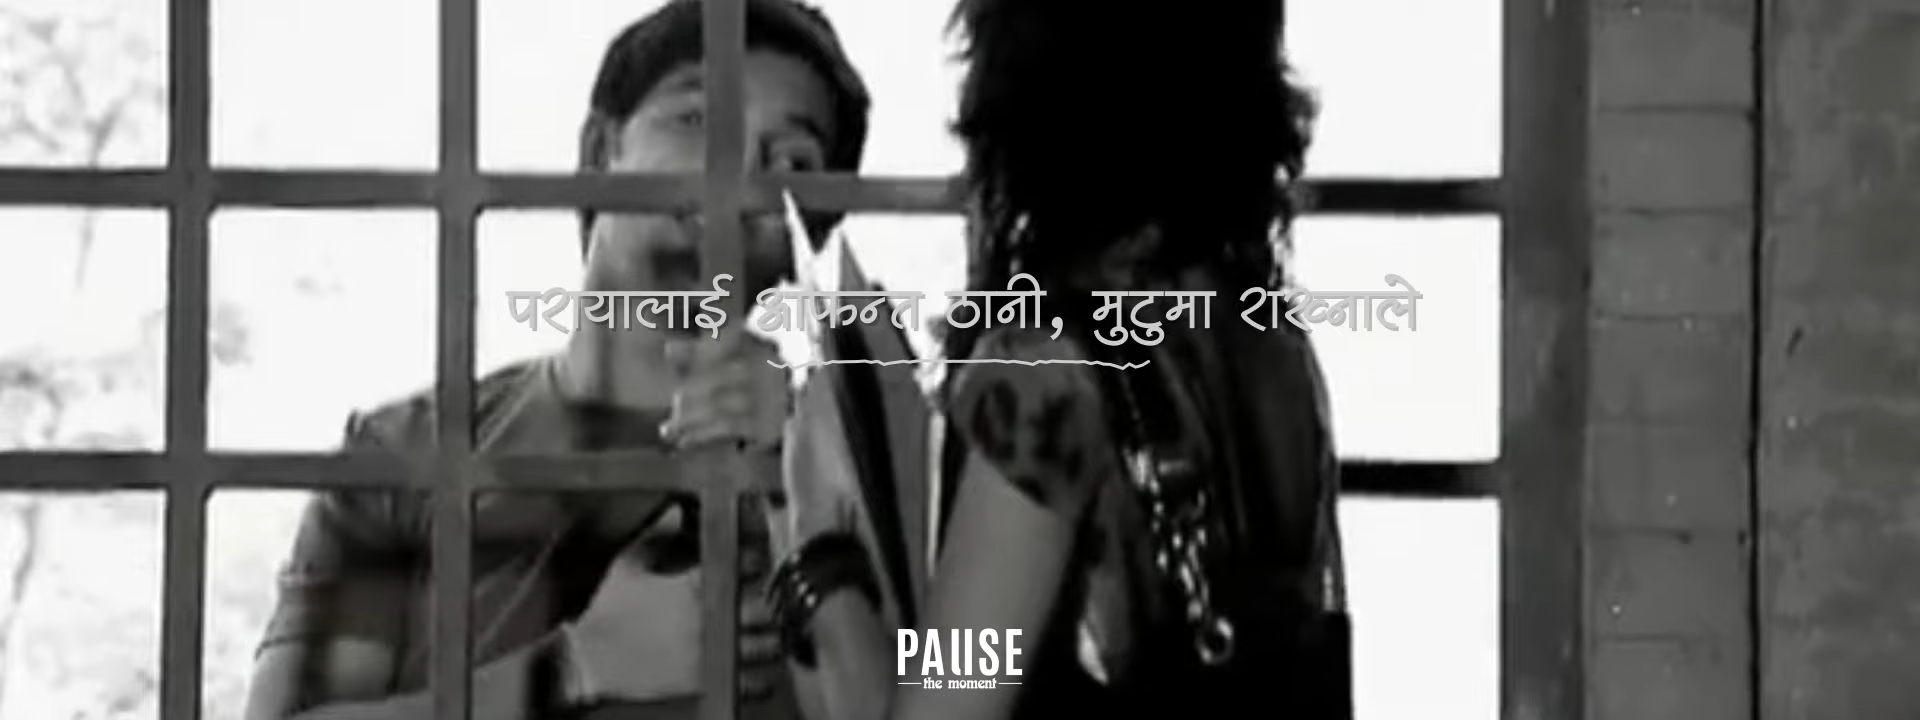 परायालाई आफन्त ठानी, मुटुमा राख्नाले
PAUSE
the moment